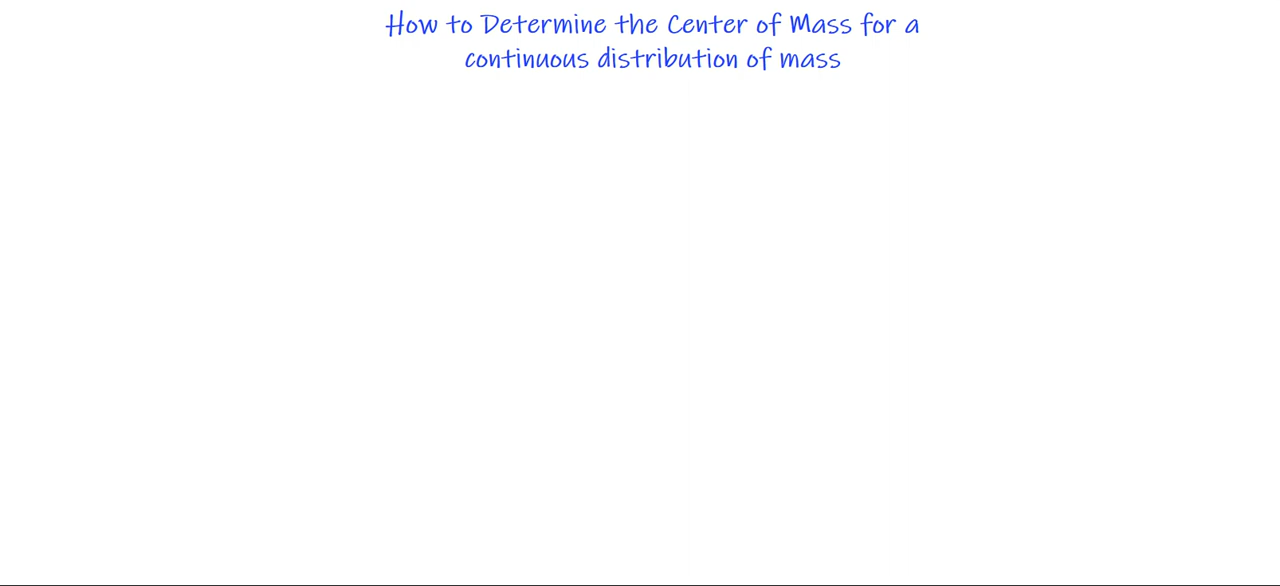 How to Determine the Center of Mass for a
continuous distribution of mass